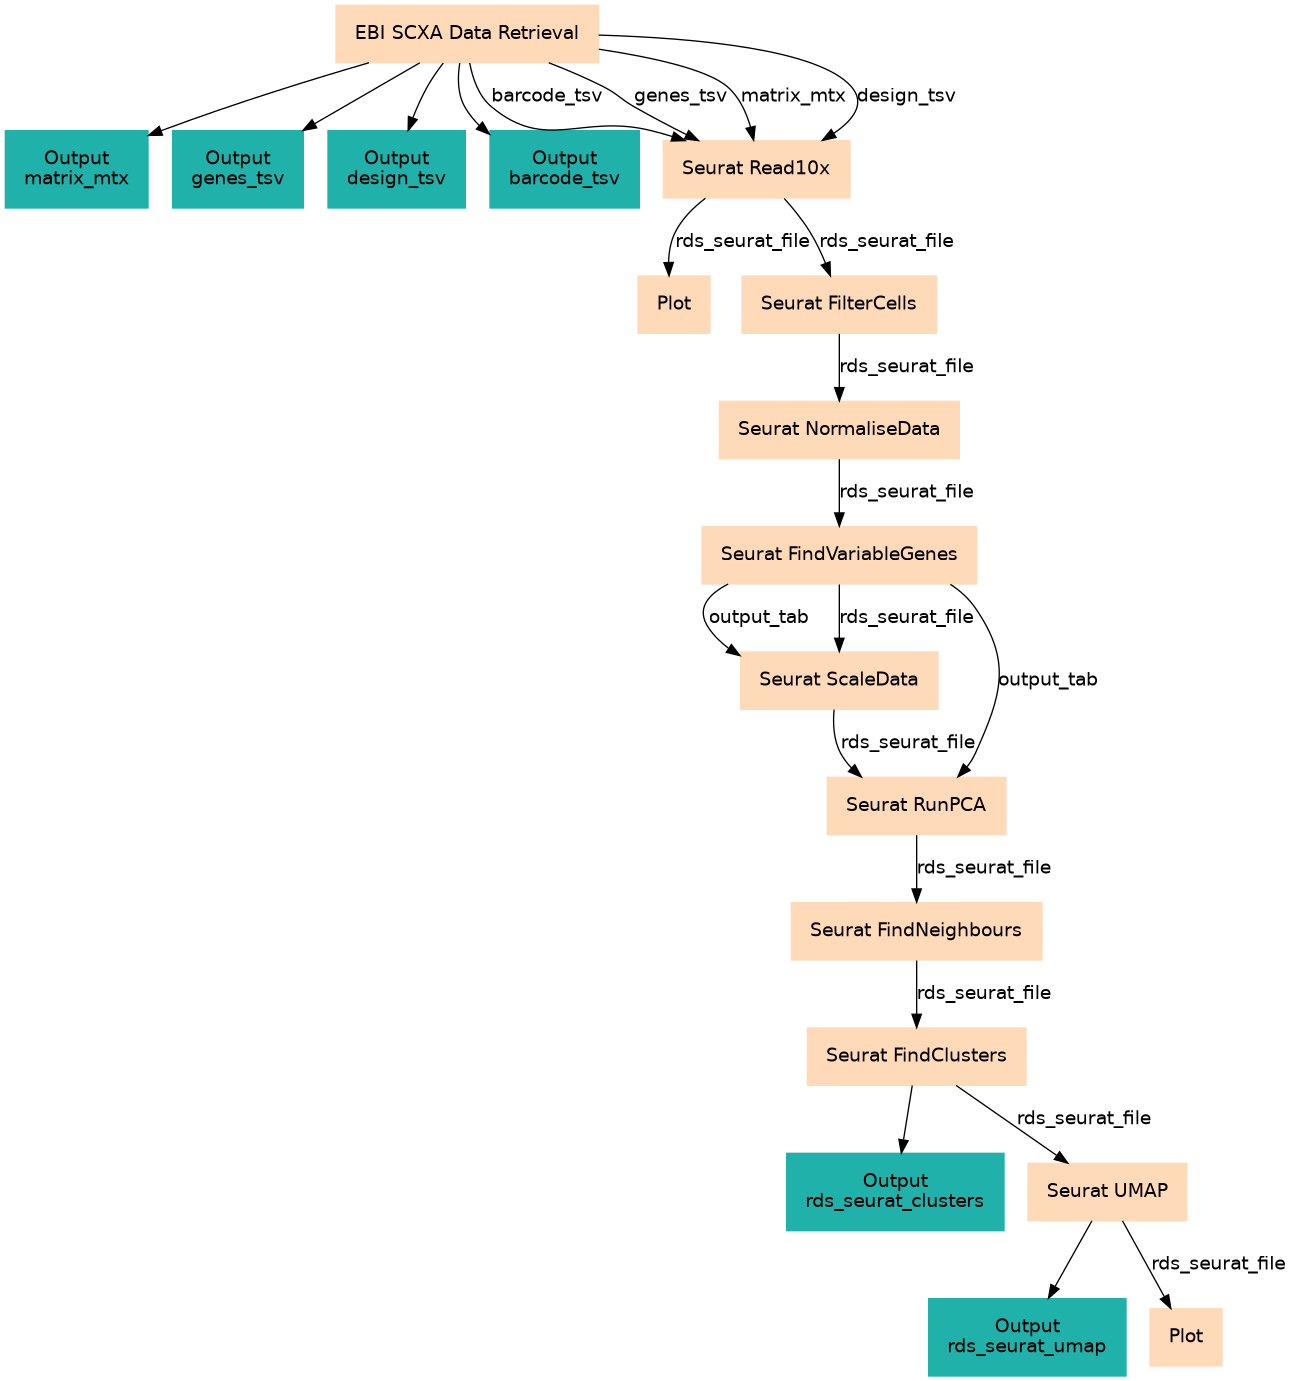 EBI SCXA Data Retrieval
barcode_tsv
genes_tsv
matrix_mtx
design_tsv
Output
matrix_mtx
Output
genes_tsv
Output
design_tsv
Output
barcode_tsv
Seurat Read10x
rds_seurat_file
rds_seurat_file
Plot
Seurat FilterCells
rds_seurat_file
Seurat NormaliseData
rds_seurat_file
Seurat FindVariableGenes
output_tab
rds_seurat_file
Seurat ScaleData
output_tab
rds_seurat_file
Seurat RunPCA
rds_seurat_file
Seurat FindNeighbours
rds_seurat_file
Seurat FindClusters
rds_seurat_file
Output
rds_seurat_clusters
Seurat UMAP
rds_seurat_file
Output
rds_seurat_umap
Plot